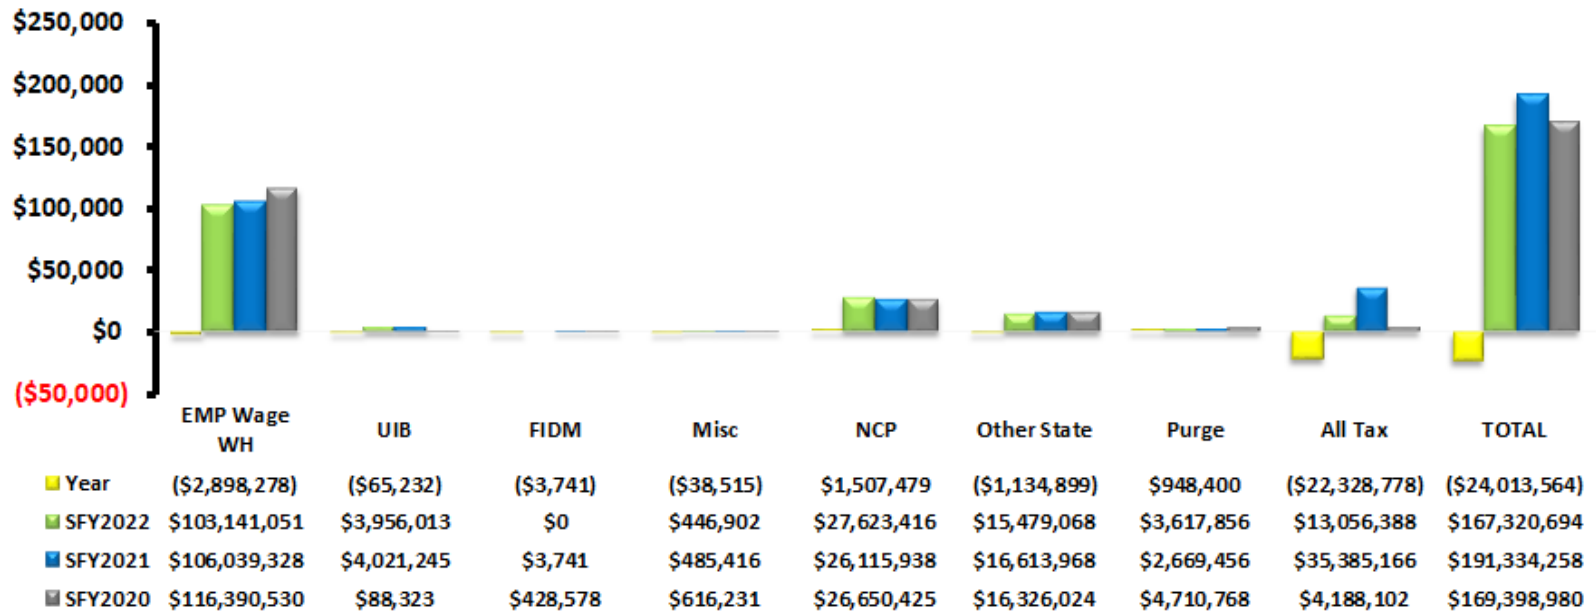 $250,000
$200,000
$150,000
$100,000
$50,000
$0
($50,000)
EMP Wage WH UIB FIDM Misc NCP Other State Purge All Tax TOTAL
Year ($2,898,278) ($65,232) ($3,741) ($38,515) $1,507,479 ($1,134,899) $948,400 ($22,328,778) ($24,013,564)
SFY2022 $103,141,051 $3,956,013 $0 $446,902 $27,623,416 $15,479,068 $3,617,856 $13,056,388 $167,320,694
SFY2021 $106,039,328 $4,021,245 $3,741 $485,416 $26,115,938 $16,613,968 $2,669,456 $35,385,166 $191,334,258
SFY2020 $116,390,530 $88,323 $428,578 $616,231 $26,650,425 $16,326,024 $4,710,768 $4,188,102 $169,398,980